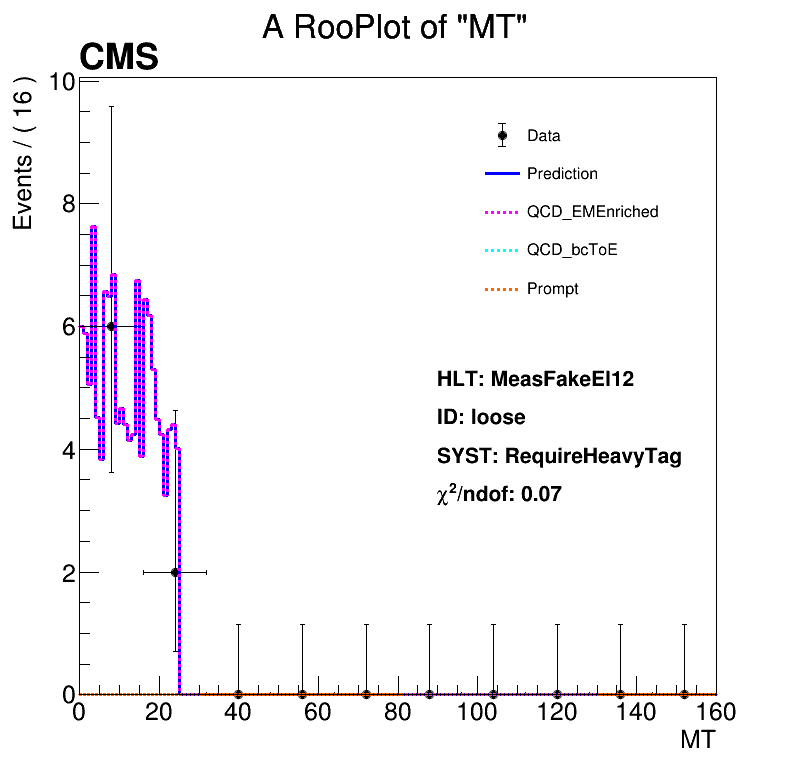 A RooPlot of "MT"
CMS
Events / ( 16 )
10
8
6
4
2
0
Data
Prediction
QCD_EMEnriched
QCD_bcToE
Prompt
HLT: MeasFakeEl12
ID: loose
SYST: RequireHeavyTag
χ²/ndof: 0.07
0 20 40 60 80 100 120 140 160
MT